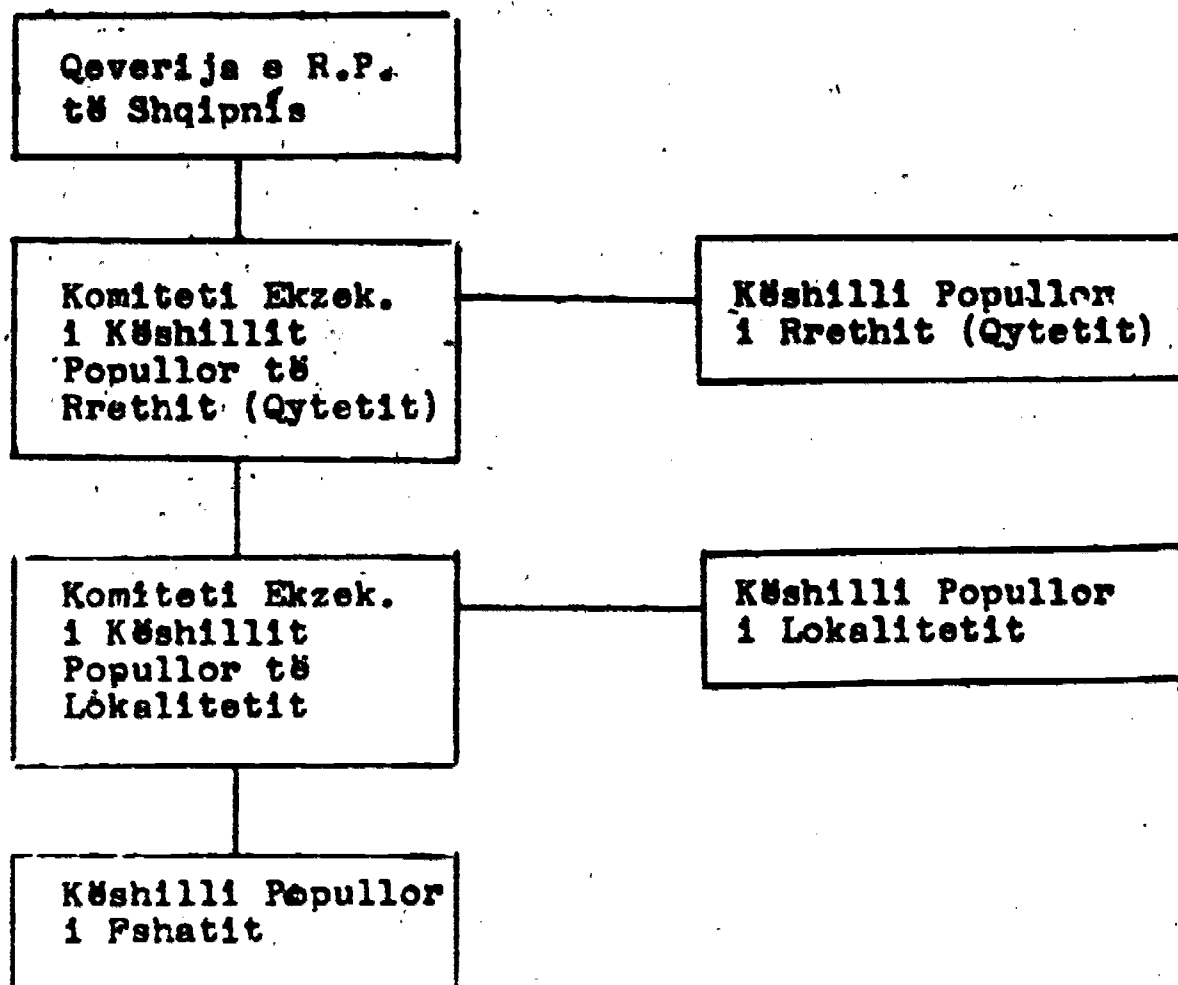 Qeverija e R.P.
të Shqipnís
Komiteti Ekzek.
i Këshillit
Popullor të
Rrethit (Qytetit)
Këshilli Popullor
i Rrethit (Qytetit)
Komiteti Ekzek.
i Këshillit
Popullor të
Lokalitetit
Këshilli Popullor
i Lokalitetit
Këshilli Popullor
i Fshatit